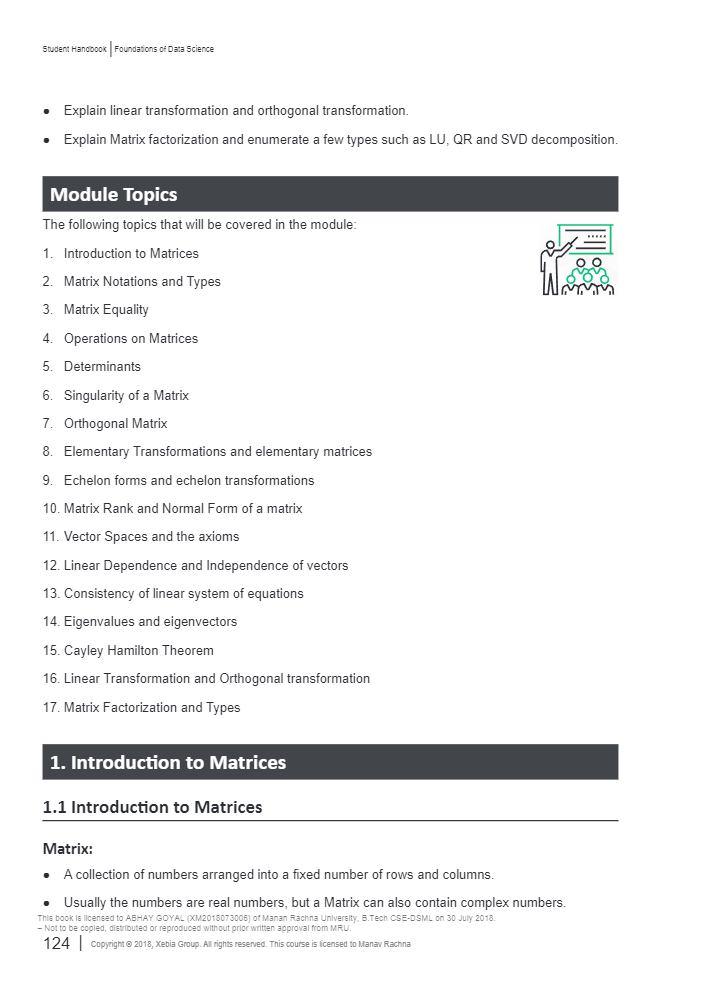 Student Handbook | Foundations of Data Science
● Explain linear transformation and orthogonal transformation.
● Explain Matrix factorization and enumerate a few types such as LU, QR and SVD decomposition.
Module Topics
The following topics that will be covered in the module:
1. Introduction to Matrices
2. Matrix Notations and Types
3. Matrix Equality
4. Operations on Matrices
5. Determinants
6. Singularity of a Matrix
7. Orthogonal Matrix
8. Elementary Transformations and elementary matrices
9. Echelon forms and echelon transformations
10. Matrix Rank and Normal Form of a matrix
11. Vector Spaces and the axioms
12. Linear Dependence and Independence of vectors
13. Consistency of linear system of equations
14. Eigenvalues and eigenvectors
15. Cayley Hamilton Theorem
16. Linear Transformation and Orthogonal transformation
17. Matrix Factorization and Types
1. Introduction to Matrices
1.1 Introduction to Matrices
Matrix:
● A collection of numbers arranged into a fixed number of rows and columns.
● Usually the numbers are real numbers, but a Matrix can also contain complex numbers.
This book is licensed to ABHAY GOYAL (XM2018073006) of Manan Rachna University, B.Tech CSE-DSML on 30 July 2018.
– Not to be copied, distributed or reproduced without prior written approval from MRU.
124 | Copyright © 2018, Xebia Group. All rights reserved. This course is licensed to Manav Rachna